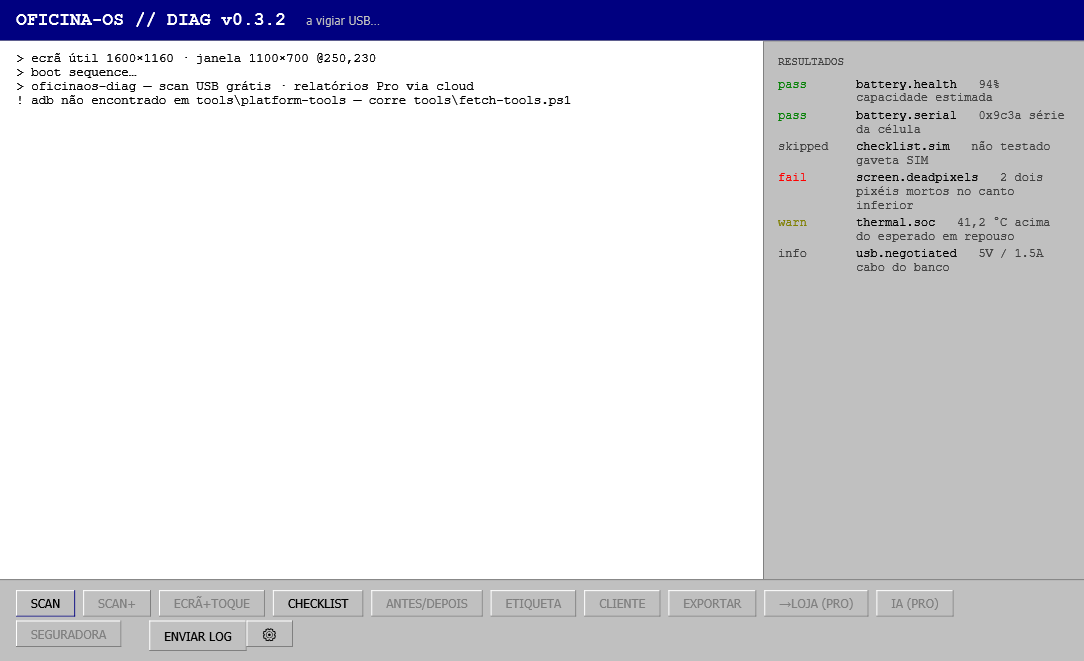 OFICINA-OS // DIAG v0.3.2 a vigiar USB…
> ecrã útil 1600×1160 · janela 1100×700 @250,230
> boot sequence…
> oficinaos-diag — scan USB grátis · relatórios Pro via cloud
! adb não encontrado em tools\platform-tools — corre tools\fetch-tools.ps1
RESULTADOS
pass battery.health 94%
capacidade estimada
pass battery.serial 0x9c3a série
da célula
skipped checklist.sim não testado
gaveta SIM
fail screen.deadpixels 2 dois
pixéis mortos no canto
inferior
warn thermal.soc 41,2 °C acima
do esperado em repouso
info usb.negotiated 5V / 1.5A
cabo do banco
SCAN SCAN+ ECRÃ+TOQUE CHECKLIST ANTES/DEPOIS ETIQUETA CLIENTE EXPORTAR →LOJA (PRO) IA (PRO)
SEGURADORA ENVIAR LOG